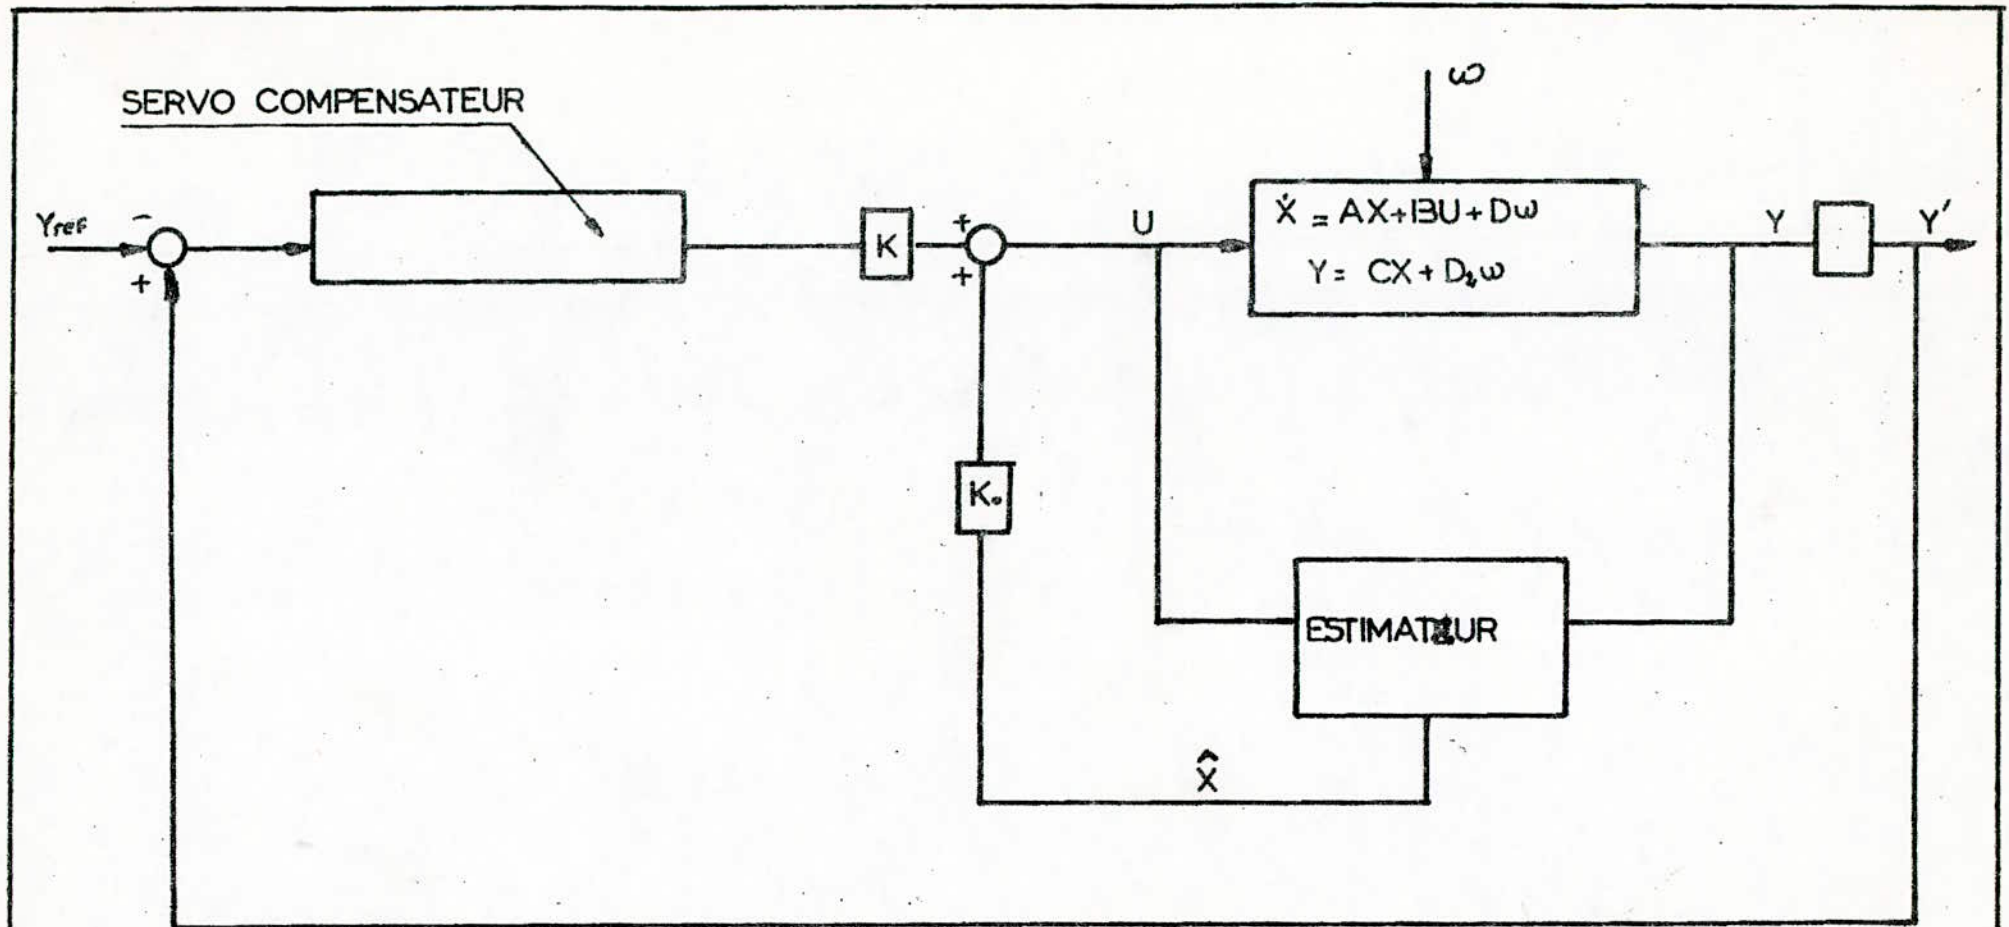 ω
SERVO COMPENSATEUR
Yref
-
+
K
+
+
U
Ẋ = AX+BU+Dω
Y= CX+D₂ω
Y
Y'
K₀
ESTIMATEUR
X̂